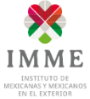 IMME
INSTITUTO DE
MEXICANAS Y MEXICANOS
EN EL EXTERIOR